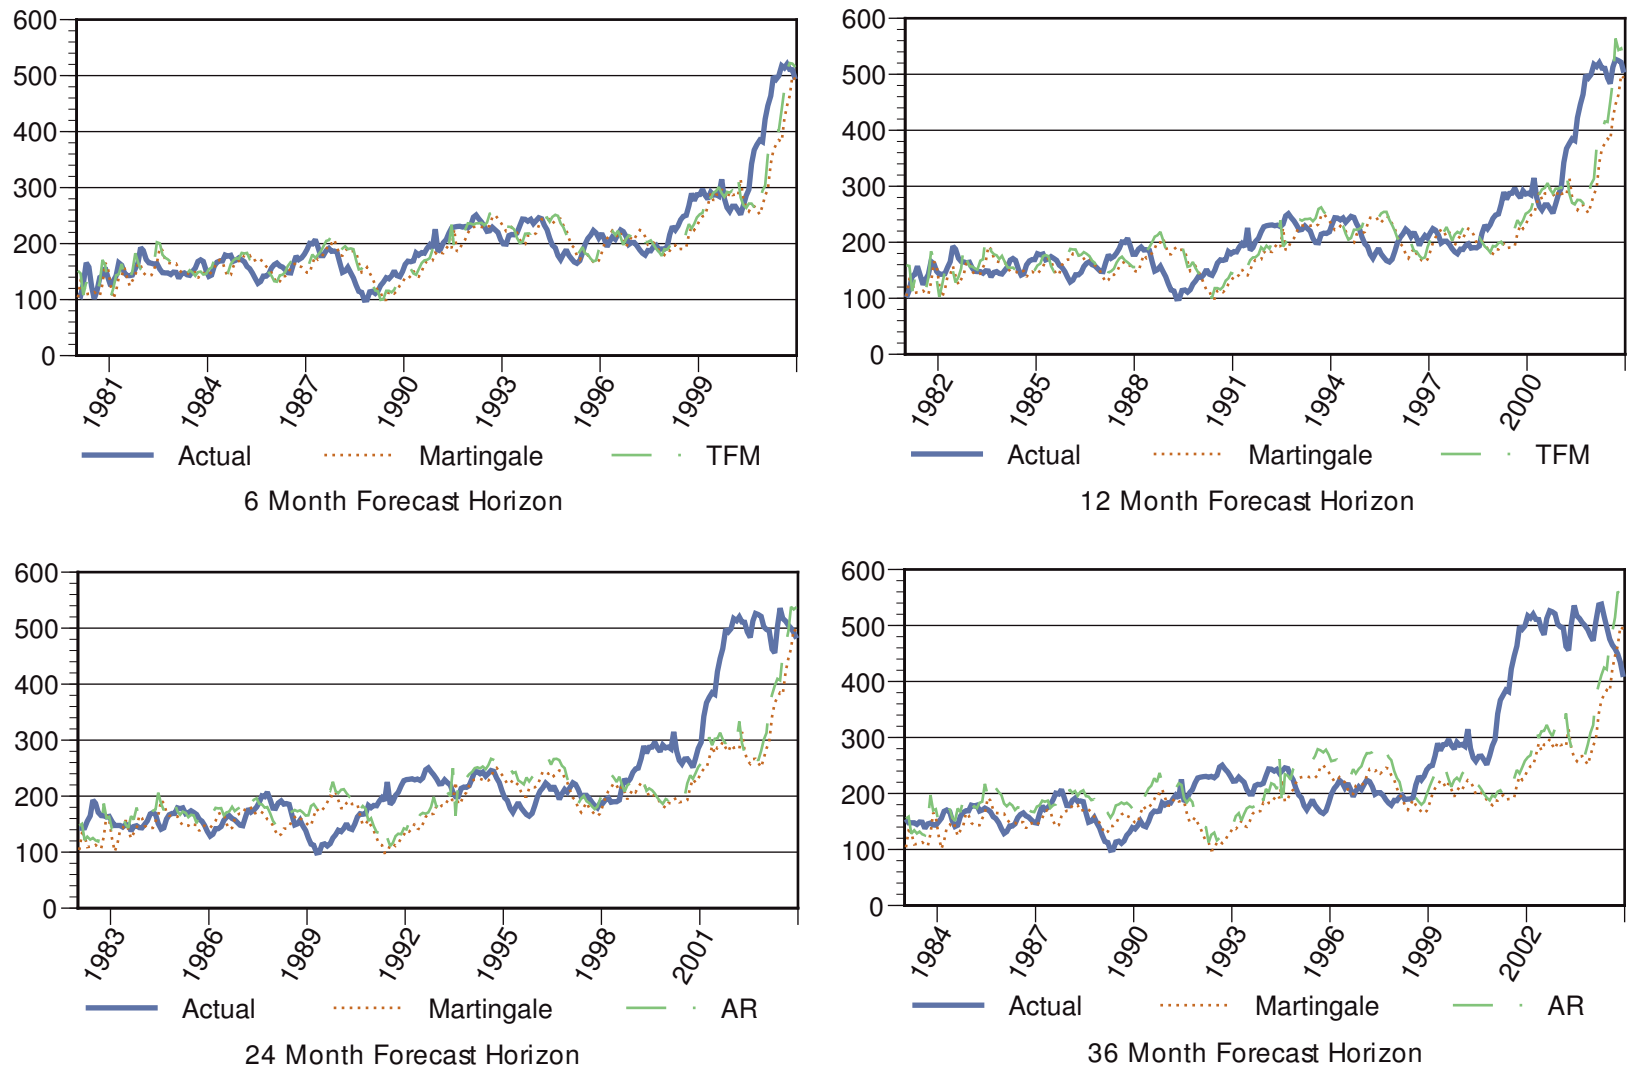 600
500
400
300
200
100
0
1981 1984 1987 1990 1993 1996 1999
Actual Martingale TFM
6 Month Forecast Horizon
600
500
400
300
200
100
0
1982 1985 1988 1991 1994 1997 2000
Actual Martingale TFM
12 Month Forecast Horizon
600
500
400
300
200
100
0
1983 1986 1989 1992 1995 1998 2001
Actual Martingale AR
24 Month Forecast Horizon
600
500
400
300
200
100
0
1984 1987 1990 1993 1996 1999 2002
Actual Martingale AR
36 Month Forecast Horizon